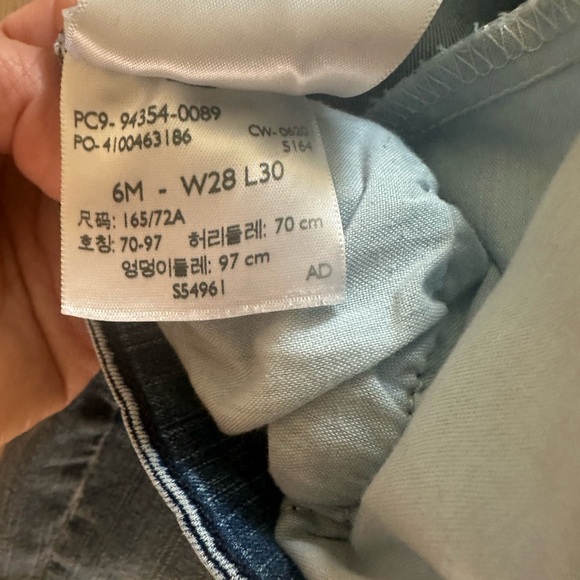 PC9- 94354-0089
PO- 4100463186
CW- 0620
5164
6M - W28 L30
尺码: 165/72A
호칭: 70-97 허리둘레: 70 cm
엉덩이둘레: 97 cm
S54961
AD